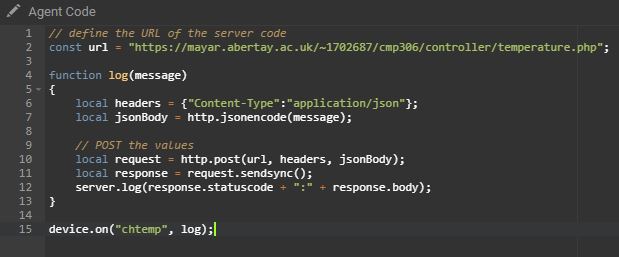 Agent Code
1 // define the URL of the server code
2 const url = "https://mayar.abertay.ac.uk/~1702687/cmp306/controller/temperature.php";
3
4 function log(message)
5 {
6 local headers = {"Content-Type":"application/json"};
7 local jsonBody = http.jsonencode(message);
8
9 // POST the values
10 local request = http.post(url, headers, jsonBody);
11 local response = request.sendsync();
12 server.log(response.statuscode + ":" + response.body);
13 }
14
15 device.on("chtemp", log);